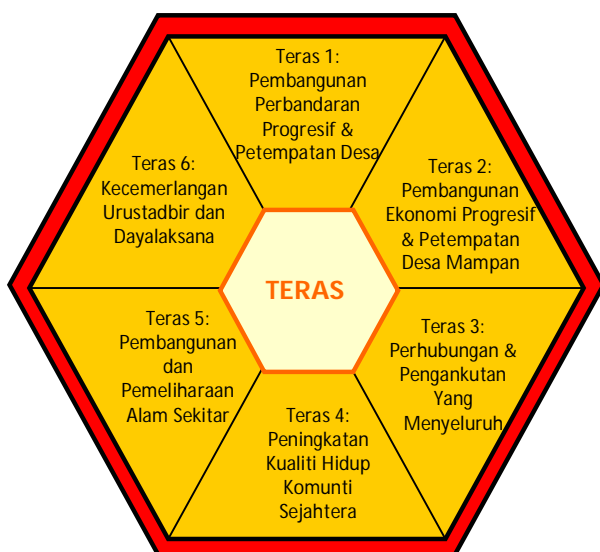 Teras 1:
Pembangunan
Perbandaran
Progresif &
Petempatan Desa
Teras 2:
Pembangunan
Ekonomi Progresif
& Petempatan
Desa Mampan
Teras 3:
Perhubungan &
Pengankutan
Yang
Menyeluruh
Teras 4:
Peningkatan
Kualiti Hidup
Komunti
Sejahtera
Teras 5:
Pembangunan
dan
Pemeliharaan
Alam Sekitar
Teras 6:
Kecemerlangan
Urustadbir dan
Dayalaksana
TERAS